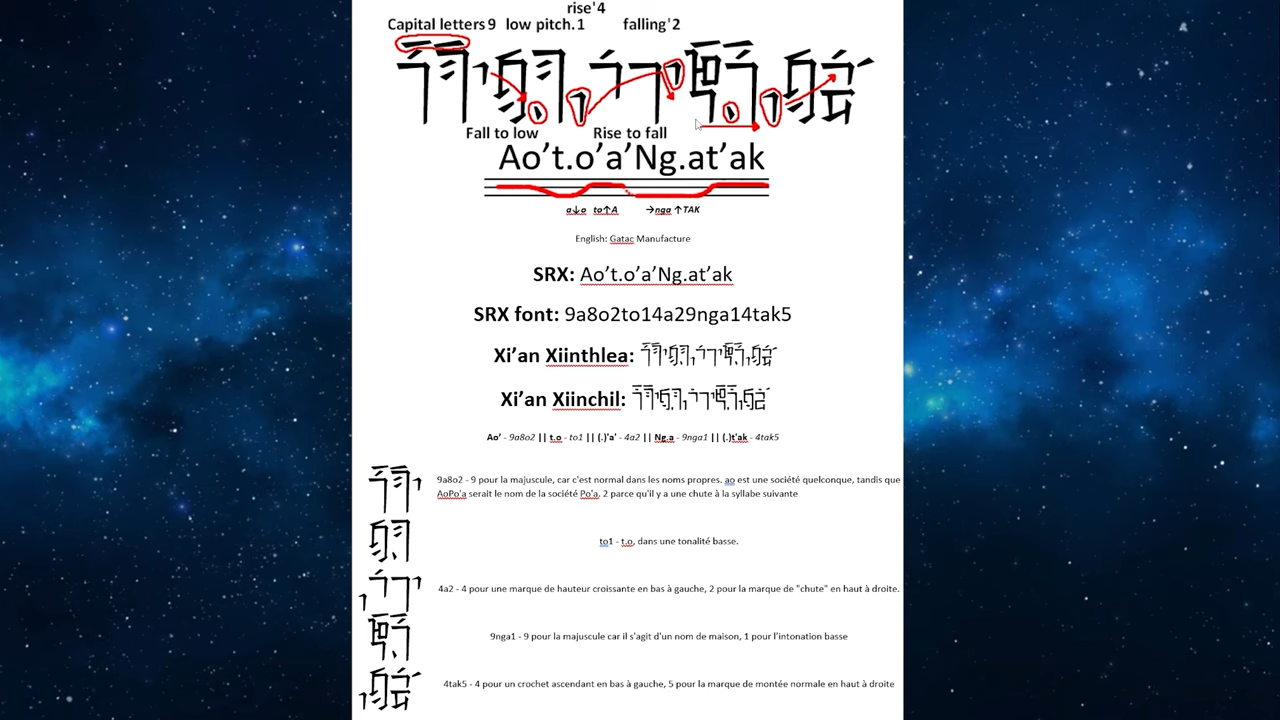 rise'4
Capital letters 9 low pitch.1 falling'2
Fall to low Rise to fall
Ao’t.o’a’Ng.at’ak
a↓o to↑A →nga ↑TAK
English: Gatac Manufacture
SRX: Ao’t.o’a’Ng.at’ak
SRX font: 9a8o2to14a29nga14tak5
Xi’an Xiinthlea:
Xi’an Xiinchil:
Ao’ - 9a8o2 || t.o - to1 || (.)'a' - 4a2 || Ng.a - 9nga1 || (.)t'ak - 4tak5
9a8o2 - 9 pour la majuscule, car c'est normal dans les noms propres. ao est une société quelconque, tandis que
AoPo'a serait le nom de la société Po'a. 2 parce qu'il y a une chute à la syllabe suivante
to1 - t.o, dans une tonalité basse.
4a2 - 4 pour une marque de hauteur croissante en bas à gauche, 2 pour la marque de "chute" en haut à droite.
9nga1 - 9 pour la majuscule car il s'agit d'un nom de maison, 1 pour l’intonation basse
4tak5 - 4 pour un crochet ascendant en bas à gauche, 5 pour la marque de montée normale en haut à droite